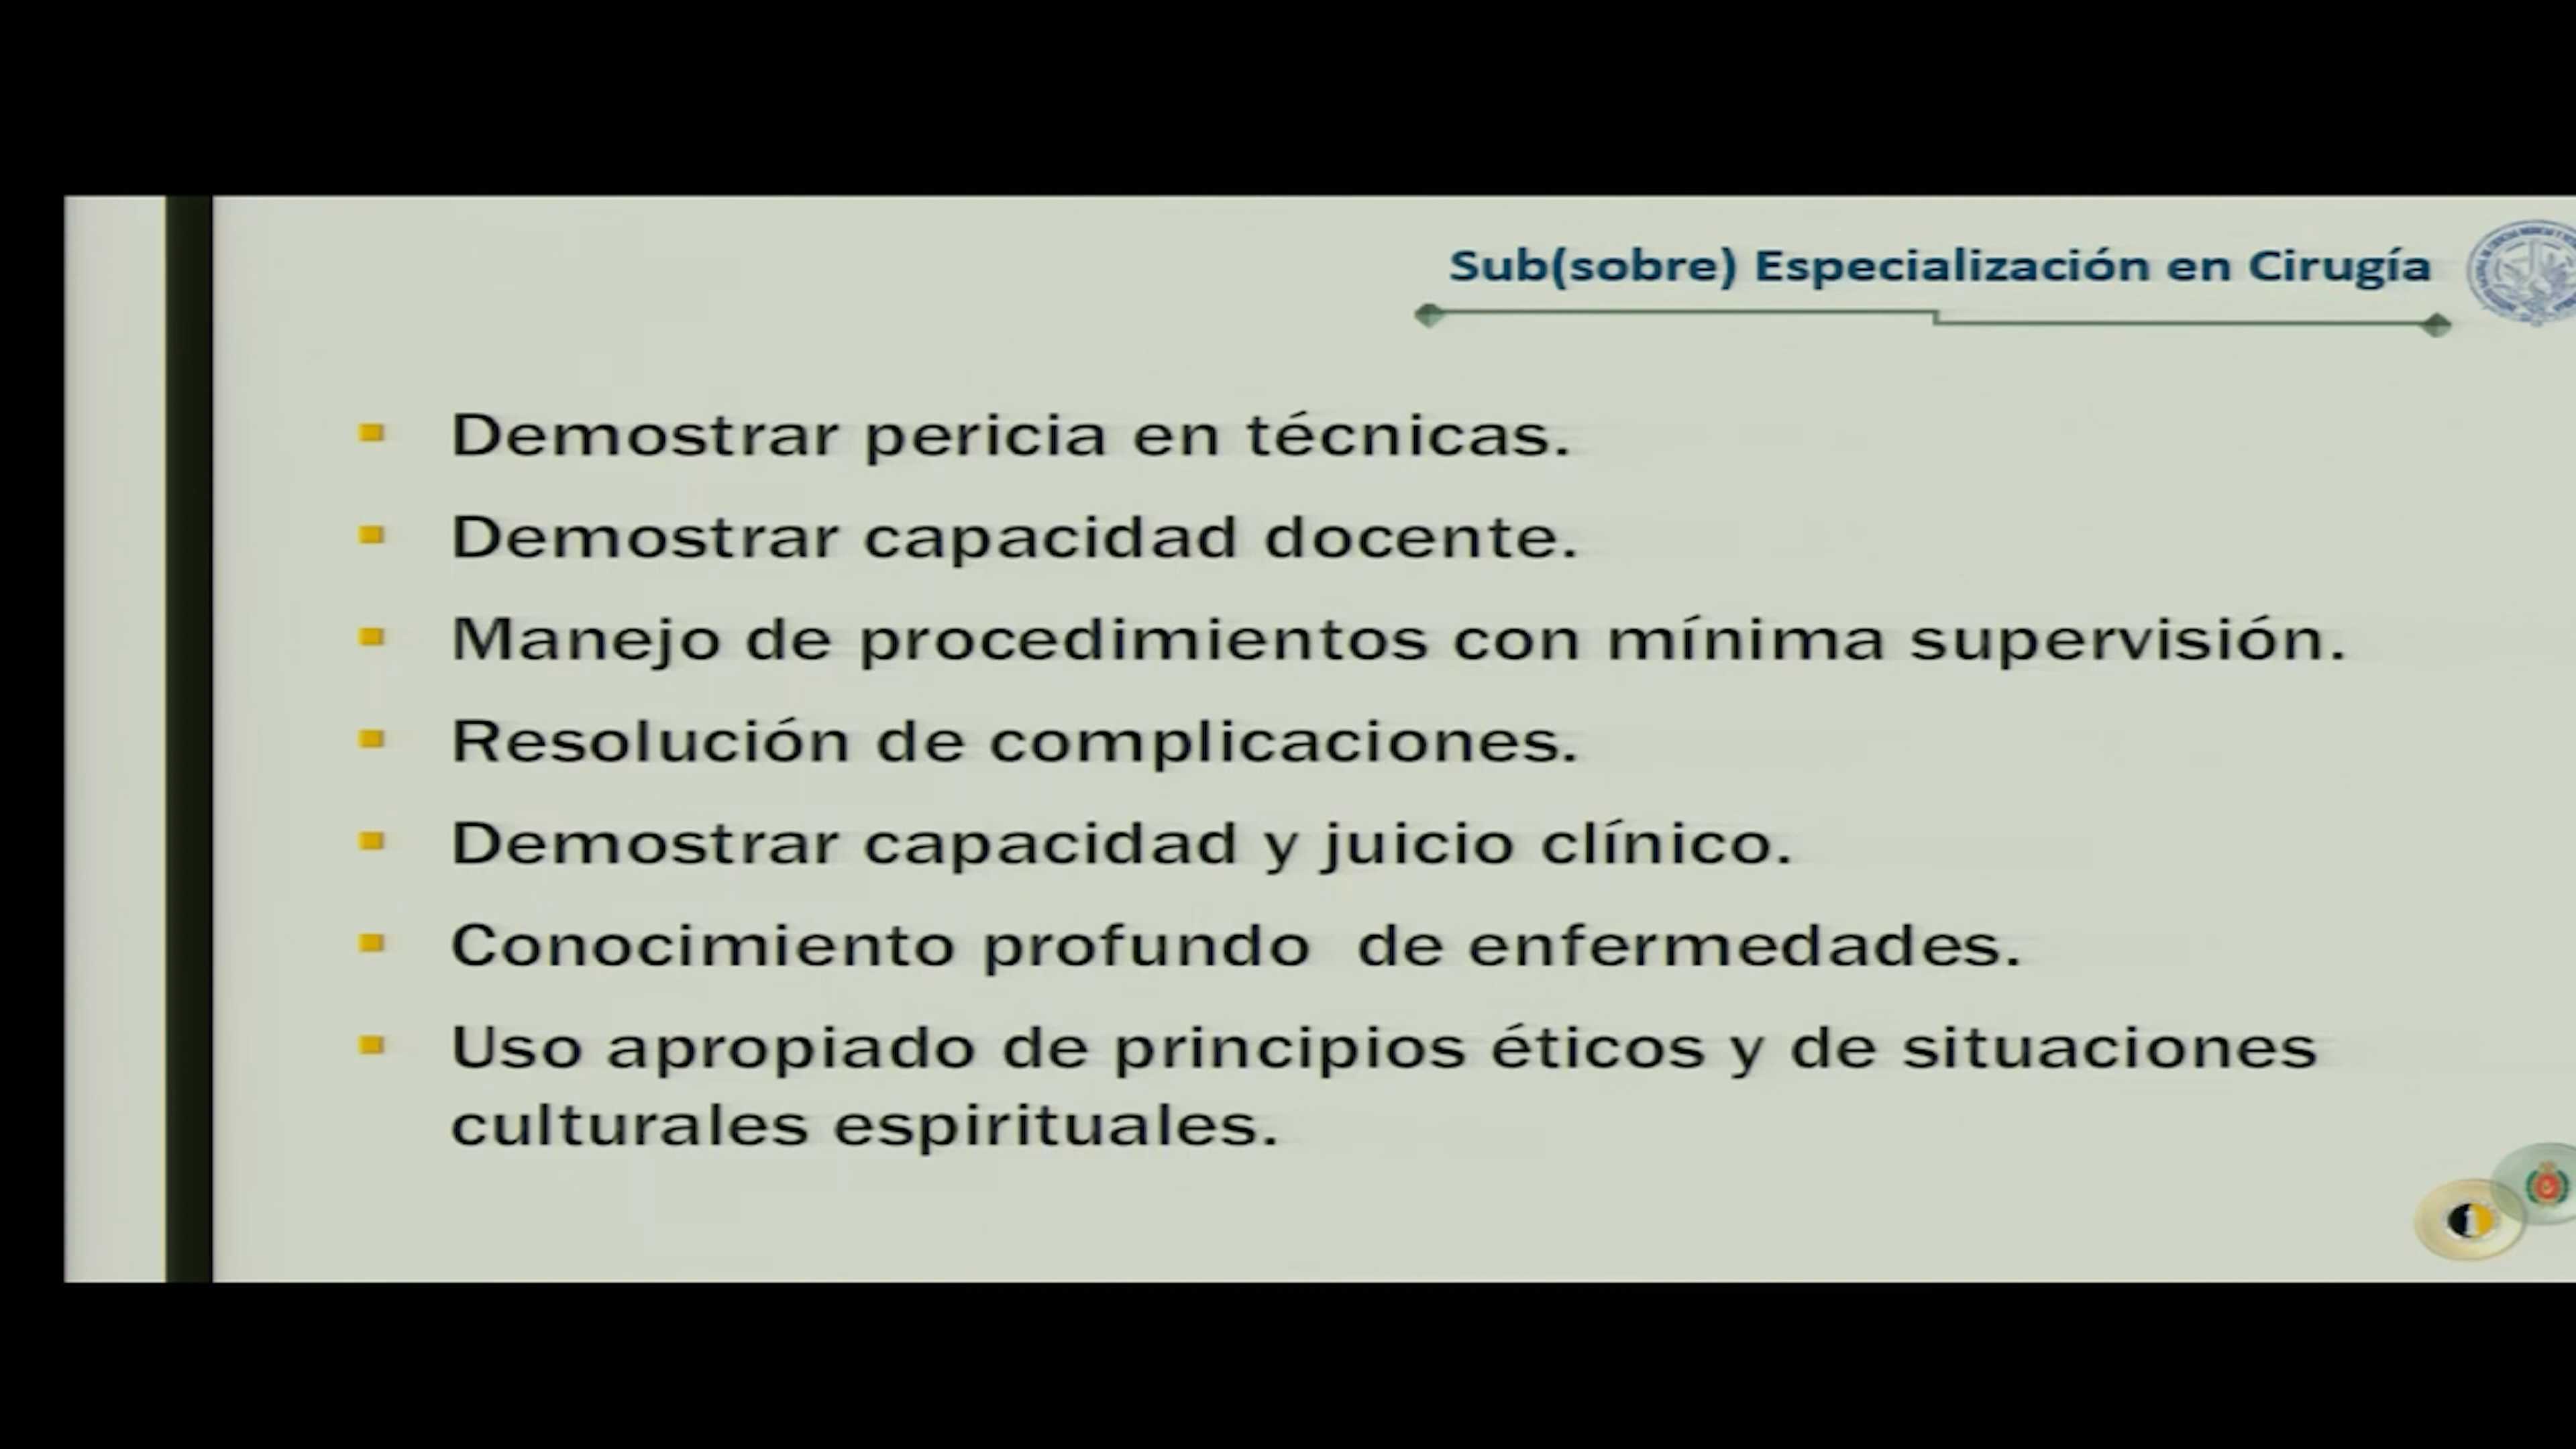 Sub(sobre) Especialización en Cirugía
Demostrar pericia en técnicas.
Demostrar capacidad docente.
Manejo de procedimientos con mínima supervisión.
Resolución de complicaciones.
Demostrar capacidad y juicio clínico.
Conocimiento profundo de enfermedades.
Uso apropiado de principios éticos y de situaciones
culturales espirituales.